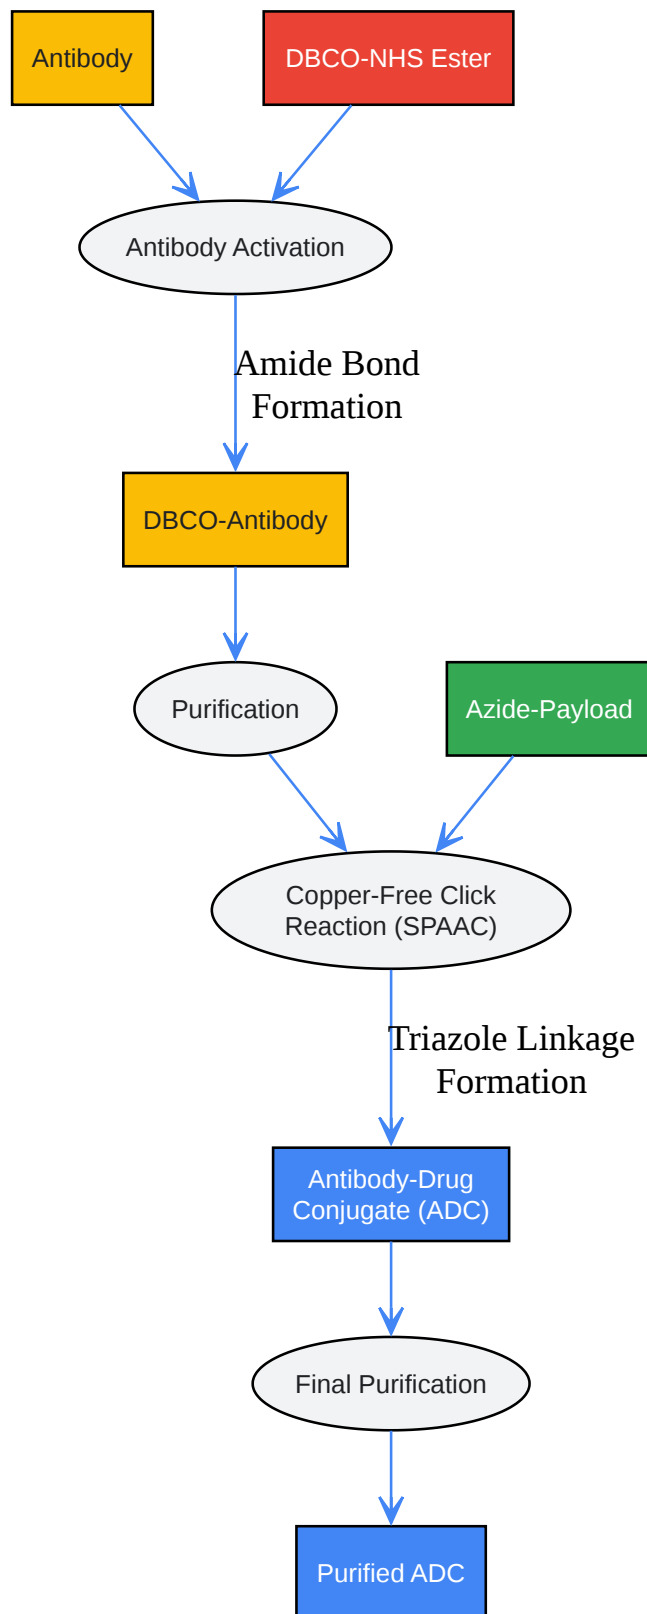 Antibody
DBCO-NHS Ester
Antibody Activation
Amide Bond
Formation
DBCO-Antibody
Purification
Azide-Payload
Copper-Free Click
Reaction (SPAAC)
Triazole Linkage
Formation
Antibody-Drug
Conjugate (ADC)
Final Purification
Purified ADC